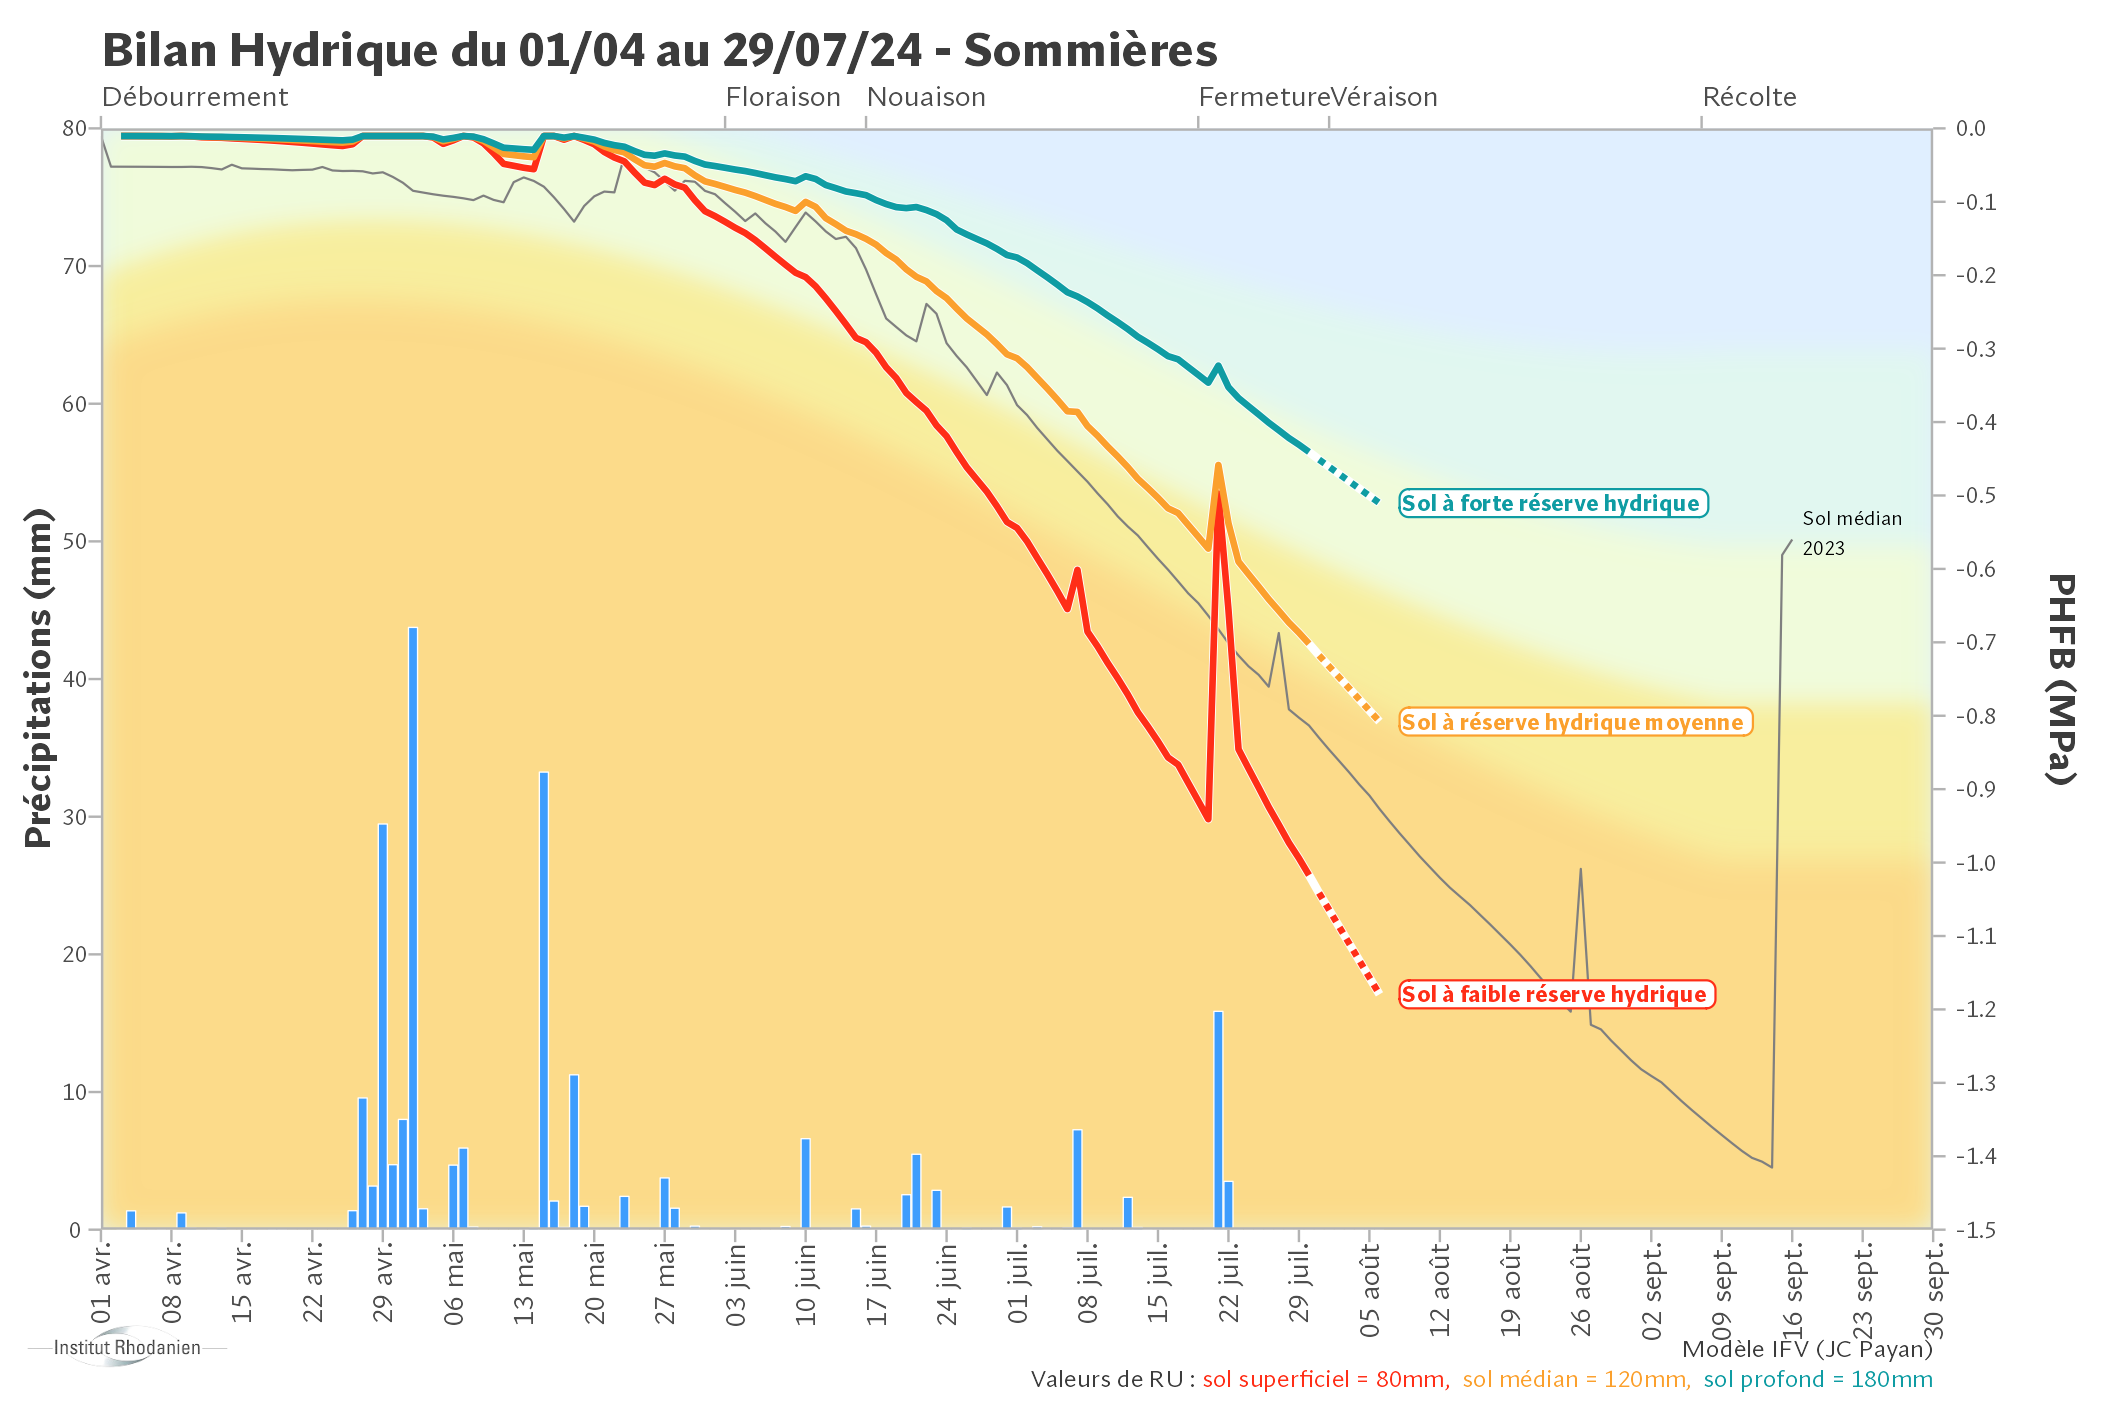 Bilan Hydrique du 01/04 au 29/07/24 - Sommières
Débourrement Floraison Nouaison Fermeture Véraison Récolte
80
70
60
50
40
30
20
10
0
Précipitations (mm)
0.0
-0.1
-0.2
-0.3
-0.4
-0.5
-0.6
-0.7
-0.8
-0.9
-1.0
-1.1
-1.2
-1.3
-1.4
-1.5
PHFB (MPa)
Sol à forte réserve hydrique
Sol médian
2023
Sol à réserve hydrique moyenne
Sol à faible réserve hydrique
01 avr.
08 avr.
15 avr.
22 avr.
29 avr.
06 mai
13 mai
20 mai
27 mai
03 juin
10 juin
17 juin
24 juin
01 juil.
08 juil.
15 juil.
22 juil.
29 juil.
05 août
12 août
19 août
26 août
02 sept.
09 sept.
16 sept.
23 sept.
30 sept.
Institut Rhodanien
Modèle IFV (JC Payan)
Valeurs de RU : sol superficiel = 80mm, sol médian = 120mm, sol profond = 180mm